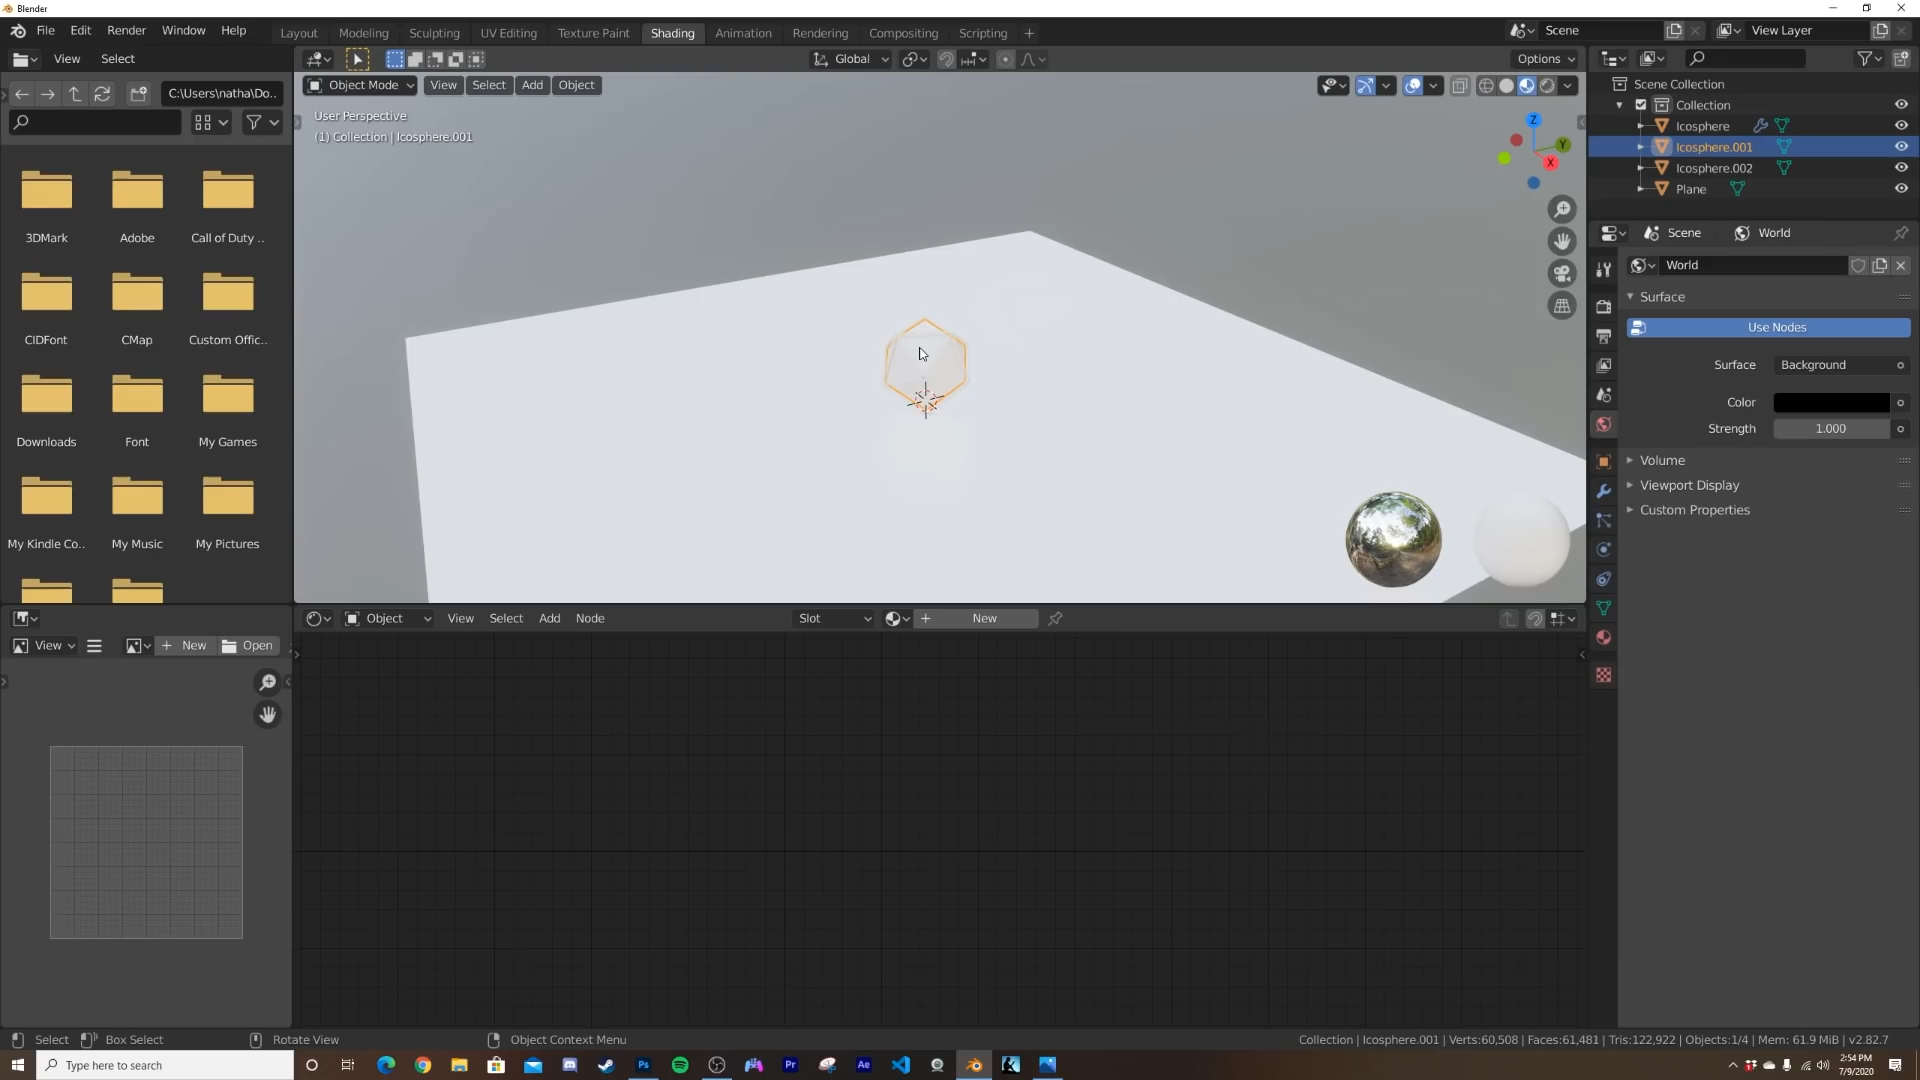 Blender
File Edit Render Window Help
Layout Modeling Sculpting UV Editing Texture Paint Shading Animation Rendering Compositing Scripting +
Scene
View Layer
View Select
Global
Options
C:\Users\natha\Do..
Object Mode View Select Add Object
User Perspective
(1) Collection | Icosphere.001
Z
Y
X
Scene Collection
Collection
Icosphere
Icosphere.001
Icosphere.002
Plane
Scene World
World
Surface
Use Nodes
Surface Background
Color
Strength 1.000
Volume
Viewport Display
Custom Properties
3DMark Adobe Call of Duty ..
CIDFont CMap Custom Offic..
Downloads Font My Games
My Kindle Co.. My Music My Pictures
Object View Select Add Node
Slot
+ New
View
+ New Open
Select Box Select Rotate View Object Context Menu
Collection | Icosphere.001 | Verts:60,508 | Faces:61,481 | Tris:122,922 | Objects:1/4 | Mem: 61.9 MiB | v2.82.7
Type here to search
Ps
Pr
Ae
2:54 PM
7/9/2020